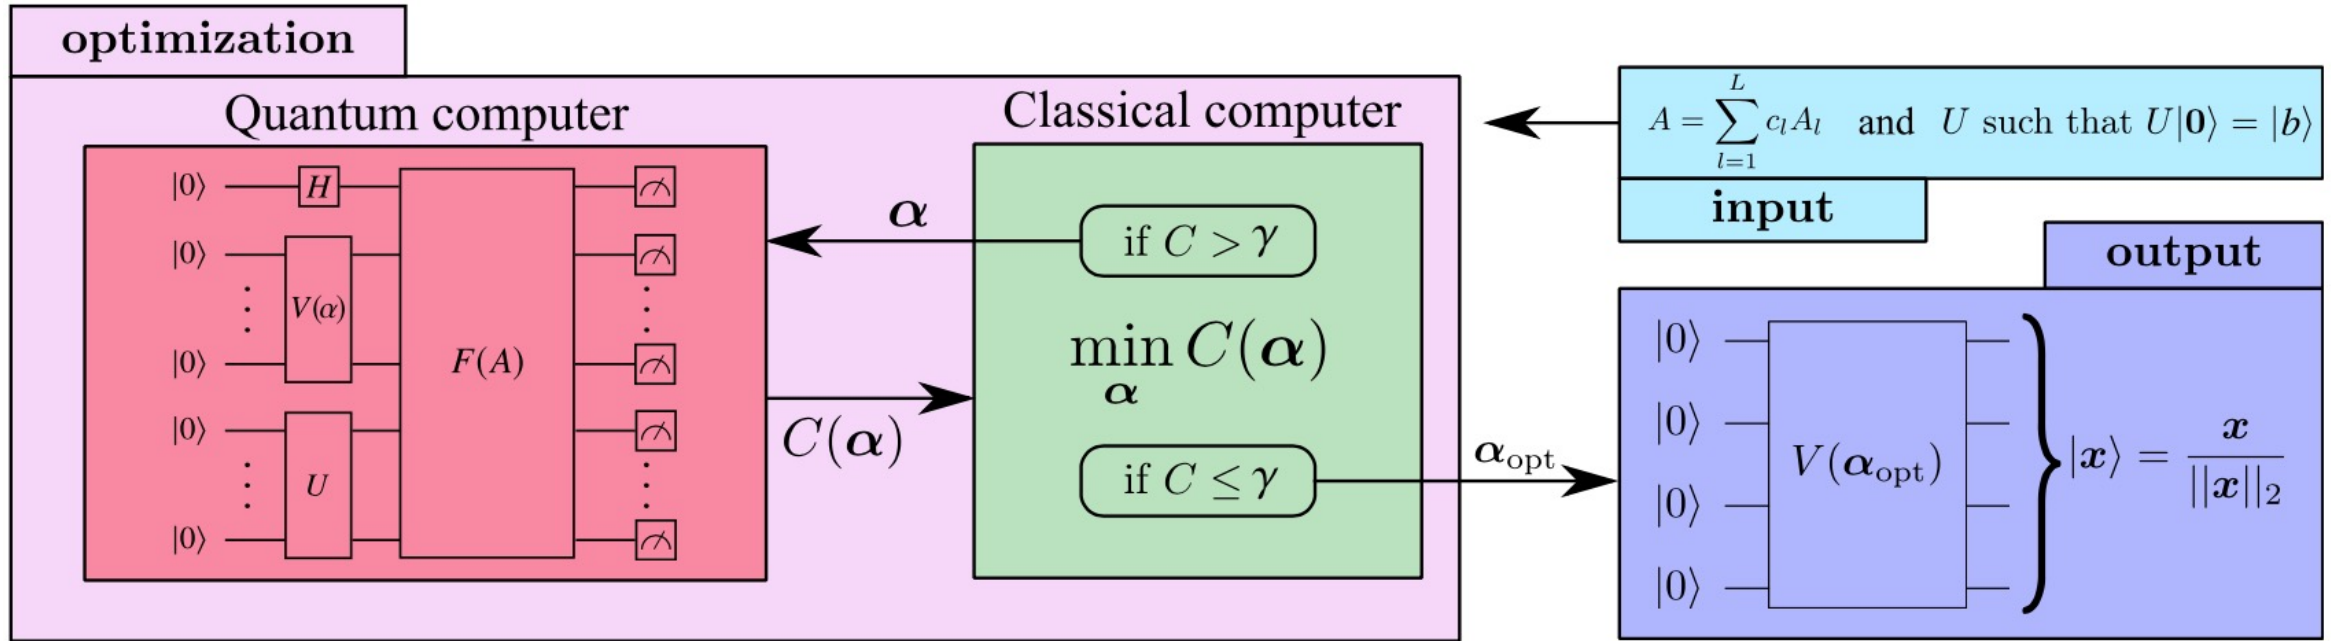 optimization
Quantum computer
|0⟩ H
|0⟩
V(α)
|0⟩
F(A)
|0⟩
U
|0⟩
α
C(α)
Classical computer
if C > γ
min C(α)
α
if C ≤ γ
α_opt
A = ∑_{l=1}^{L} c_l A_l and U such that U|0⟩ = |b⟩
input
output
|0⟩
|0⟩
|0⟩
|0⟩
V(α_opt)
|x⟩ = x / ||x||_2